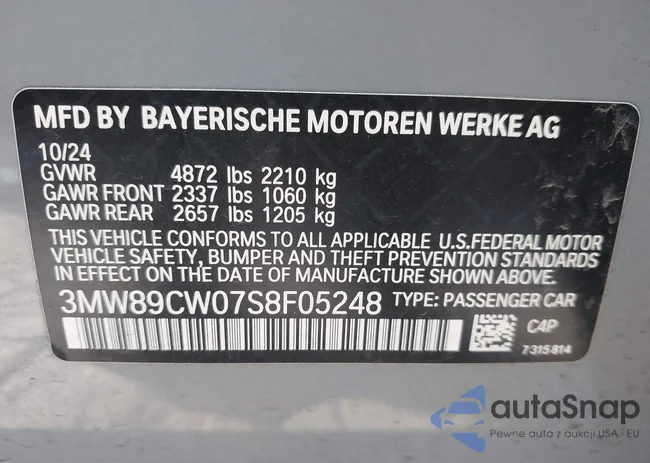 MFD BY BAYERISCHE MOTOREN WERKE AG
10/24
GVWR 4872 lbs 2210 kg
GAWR FRONT 2337 lbs 1060 kg
GAWR REAR 2657 lbs 1205 kg
THIS VEHICLE CONFORMS TO ALL APPLICABLE U.S.FEDERAL MOTOR
VEHICLE SAFETY, BUMPER AND THEFT PREVENTION STANDARDS
IN EFFECT ON THE DATE OF MANUFACTURE SHOWN ABOVE.
3MW89CW07S8F05248 TYPE: PASSENGER CAR
C4P
7315814
autaSnap
Pewne auta z aukcji USA i EU